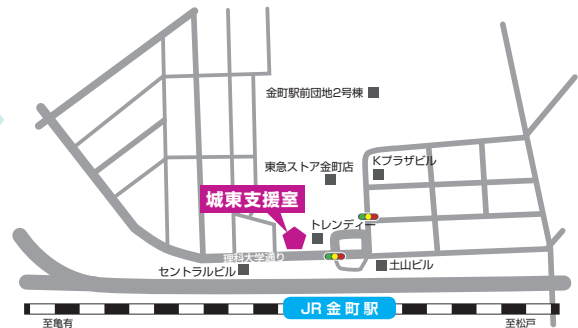 金町駅前団地2号棟
東急ストア金町店
Kプラザビル
城東支援室
トレンディー
理科大学通り
セントラルビル
土山ビル
JR金町駅
至亀有
至松戸